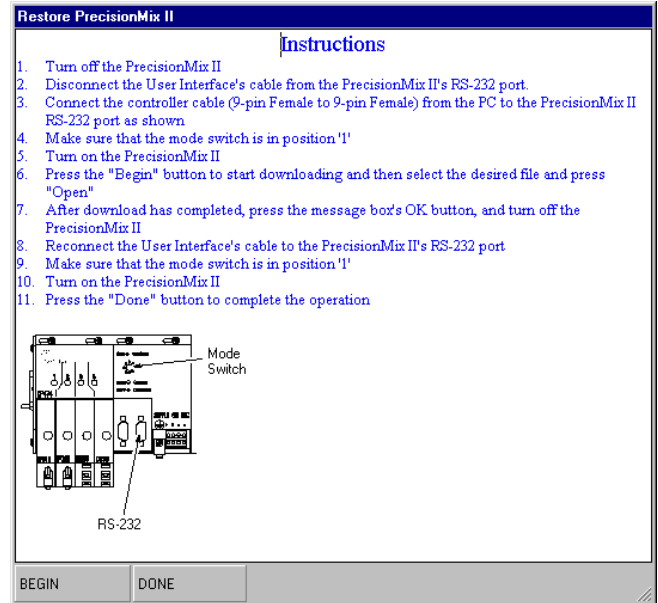 Restore PrecisionMix II
Instructions
1. Turn off the PrecisionMix II
2. Disconnect the User Interface's cable from the PrecisionMix II's RS-232 port.
3. Connect the controller cable (9-pin Female to 9-pin Female) from the PC to the PrecisionMix II
RS-232 port as shown
4. Make sure that the mode switch is in position '1'
5. Turn on the PrecisionMix II
6. Press the "Begin" button to start downloading and then select the desired file and press
"Open"
7. After download has completed, press the message box's OK button, and turn off the
PrecisionMix II
8. Reconnect the User Interface's cable to the PrecisionMix II's RS-232 port
9. Make sure that the mode switch is in position '1'
10. Turn on the PrecisionMix II
11. Press the "Done" button to complete the operation
Mode
Switch
RS-232
BEGIN DONE